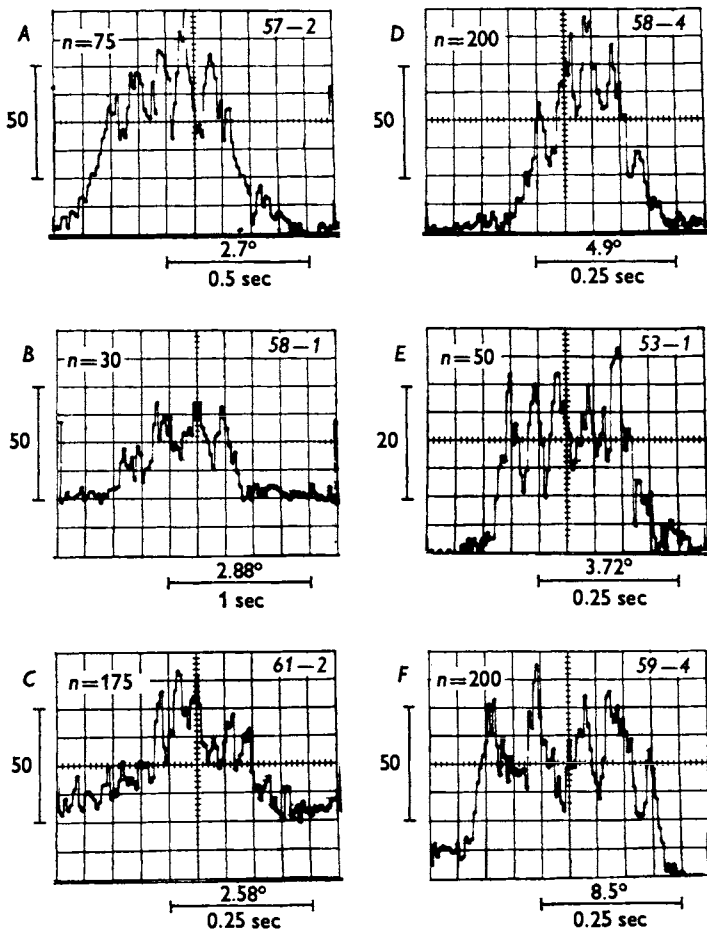 A
n=75
57–2
50
2.7°
0.5 sec
D
n=200
58–4
50
4.9°
0.25 sec
B
n=30
58–1
50
2.88°
1 sec
E
n=50
53–1
20
3.72°
0.25 sec
C
n=175
61–2
50
2.58°
0.25 sec
F
n=200
59–4
50
8.5°
0.25 sec